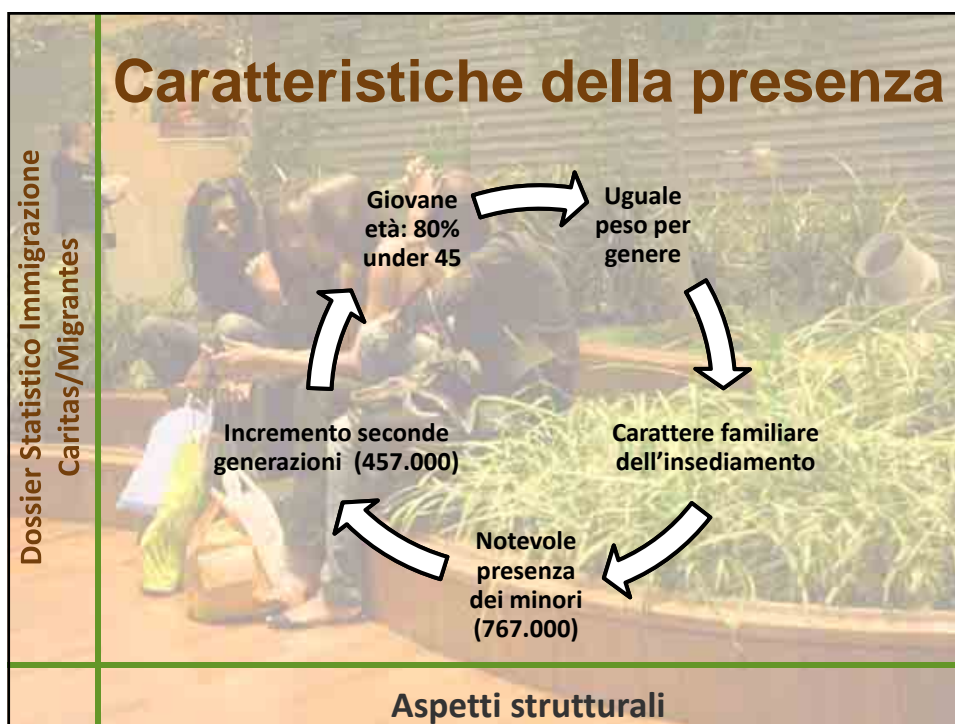 Caratteristiche della presenza
Dossier Statistico Immigrazione
Caritas/Migrantes
Giovane
età: 80%
under 45
Uguale
peso per
genere
Carattere familiare
dell’insediamento
Notevole
presenza
dei minori
(767.000)
Incremento seconde
generazioni (457.000)
Aspetti strutturali